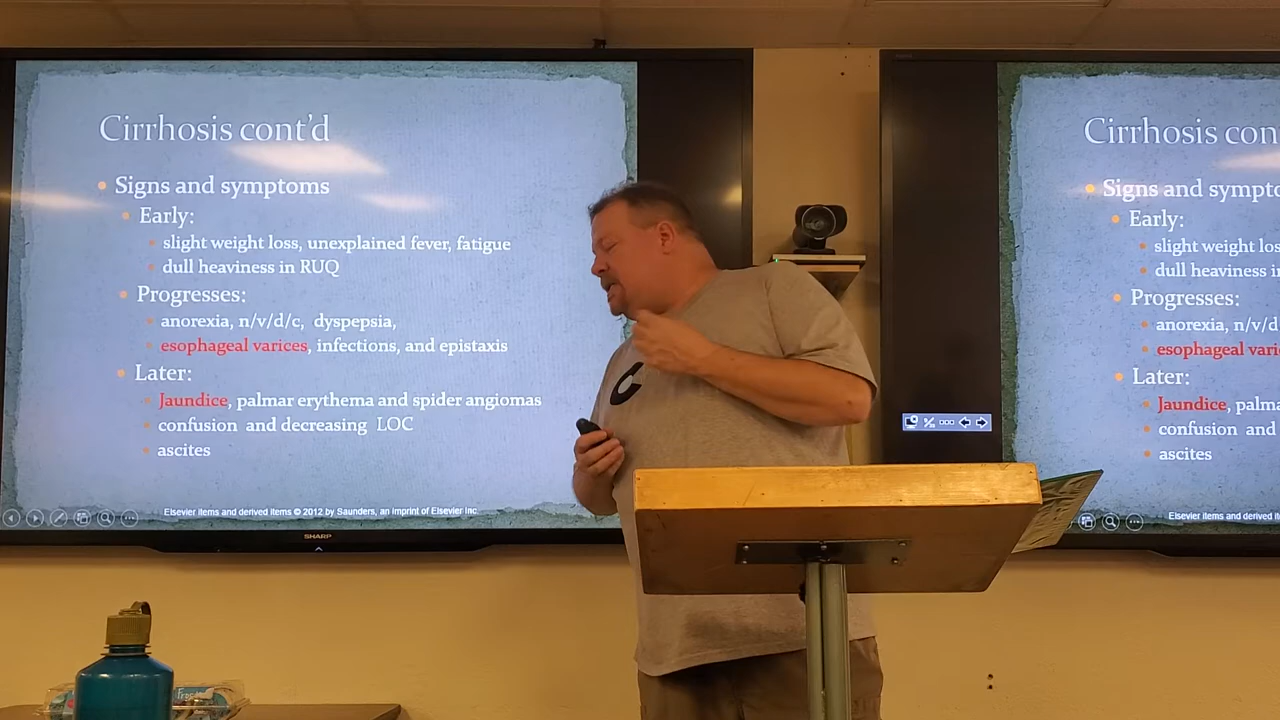 Cirrhosis cont'd
Signs and symptoms
Early:
slight weight loss, unexplained fever, fatigue
dull heaviness in RUQ
Progresses:
anorexia, n/v/d/c, dyspepsia,
esophageal varices, infections, and epistaxis
Later:
Jaundice, palmar erythema and spider angiomas
confusion and decreasing LOC
ascites
Elsevier items and derived items © 2012 by Saunders, an imprint of Elsevier Inc.
SHARP
C
Cirrhosis con
Signs and sympto
Early:
slight weight los
dull heaviness i
Progresses:
anorexia, n/v/d
esophageal vari
Later:
Jaundice, palma
confusion and
ascites
Elsevier items and derived it